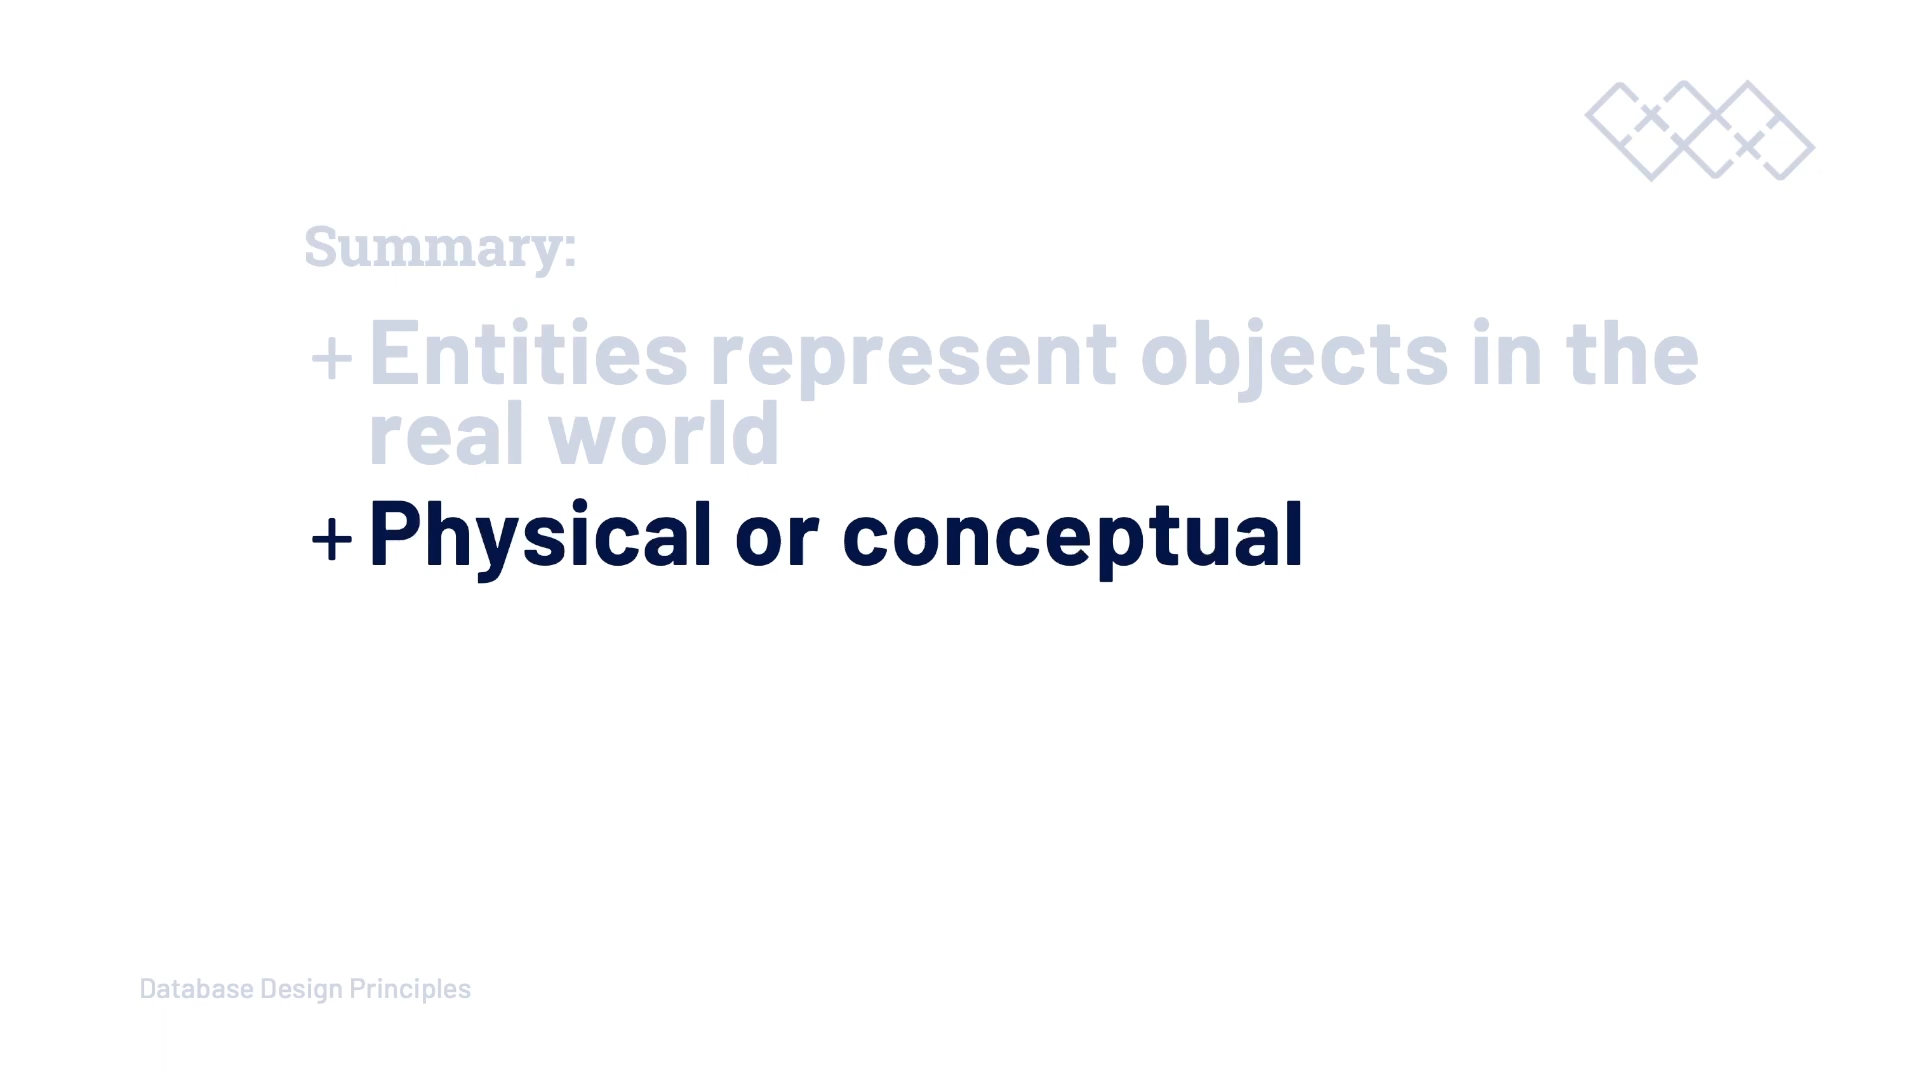 Summary:
+ Entities represent objects in the
real world
+ Physical or conceptual
Database Design Principles